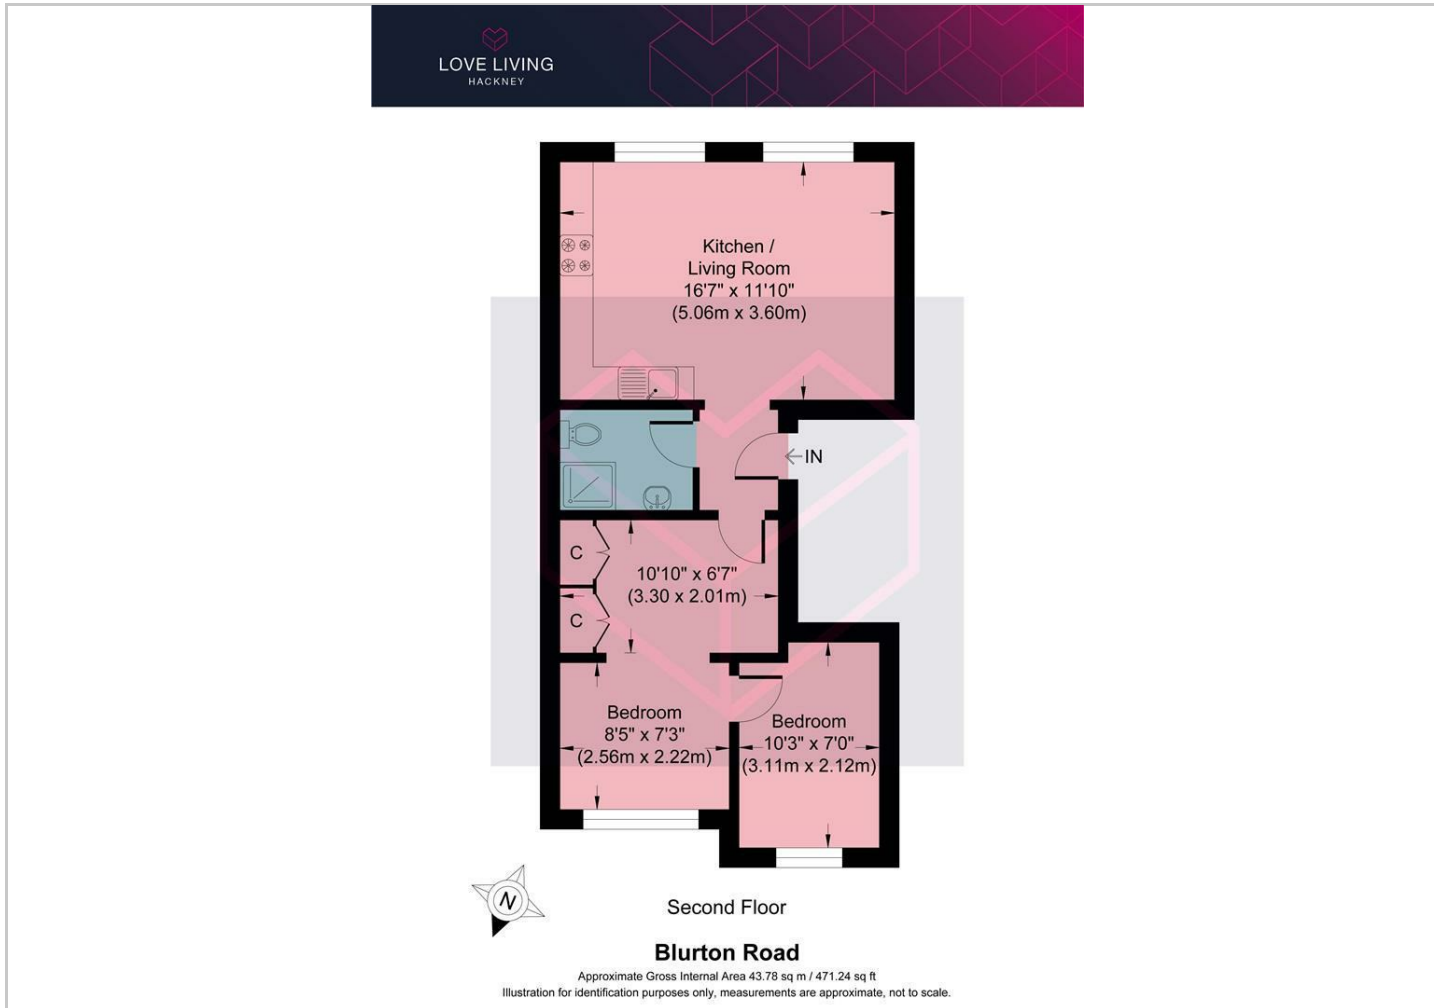 LOVE LIVING
HACKNEY
Kitchen /
Living Room
16'7" x 11'10"
(5.06m x 3.60m)
IN
C
10'10" x 6'7"
(3.30 x 2.01m)
C
Bedroom
8'5" x 7'3"
(2.56m x 2.22m)
Bedroom
10'3" x 7'0"
(3.11m x 2.12m)
N
Second Floor
Blurton Road
Approximate Gross Internal Area 43.78 sq m / 471.24 sq ft
Illustration for identification purposes only, measurements are approximate, not to scale.